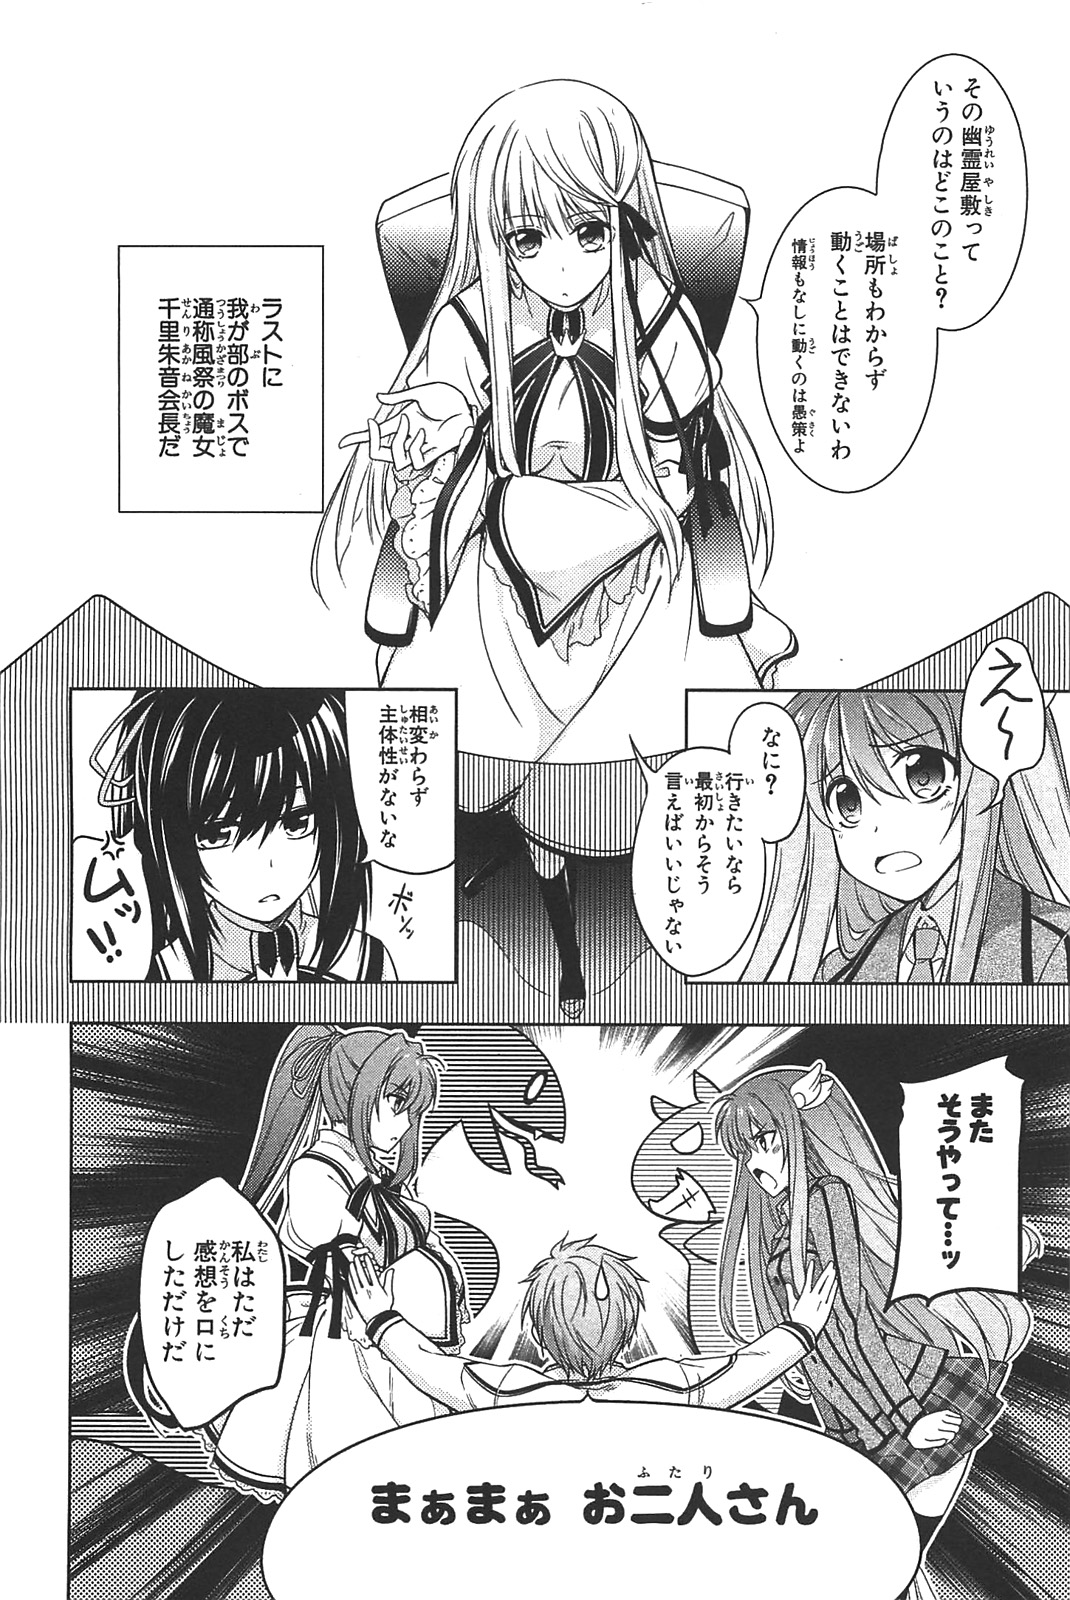 その幽霊屋敷って
いうのはどこのこと？
場所もわからず
動くことはできないわ
情報もなしに動くのは愚策よ
ラストに
我が部のボスで
通称風祭の魔女
千里朱音会長だ
え〜
なに？
行きたいなら
最初からそう
言えばいいじゃない
相変わらず
主体性がないな
ボソッ
ムッ!!
また
そうやって…ッ
私はただ
感想を口に
しただけだ
まぁまぁ お二人さん